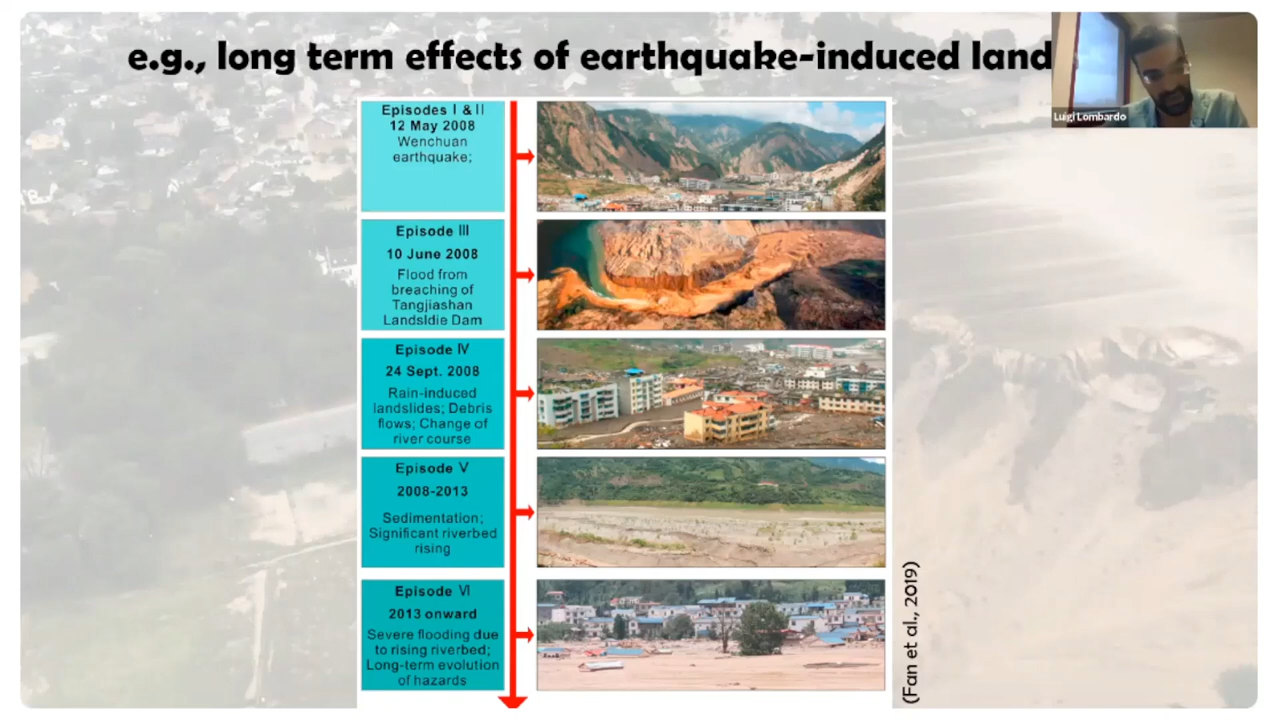 e.g., long term effects of earthquake-induced land
Luigi Lombardo
Episodes I & II
12 May 2008
Wenchuan
earthquake;
Episode III
10 June 2008
Flood from
breaching of
Tangjiashan
Landsldie Dam
Episode IV
24 Sept. 2008
Rain-induced
landslides; Debris
flows; Change of
river course
Episode V
2008-2013
Sedimentation;
Significant riverbed
rising
Episode VI
2013 onward
Severe flooding due
to rising riverbed;
Long-term evolution
of hazards
(Fan et al., 2019)